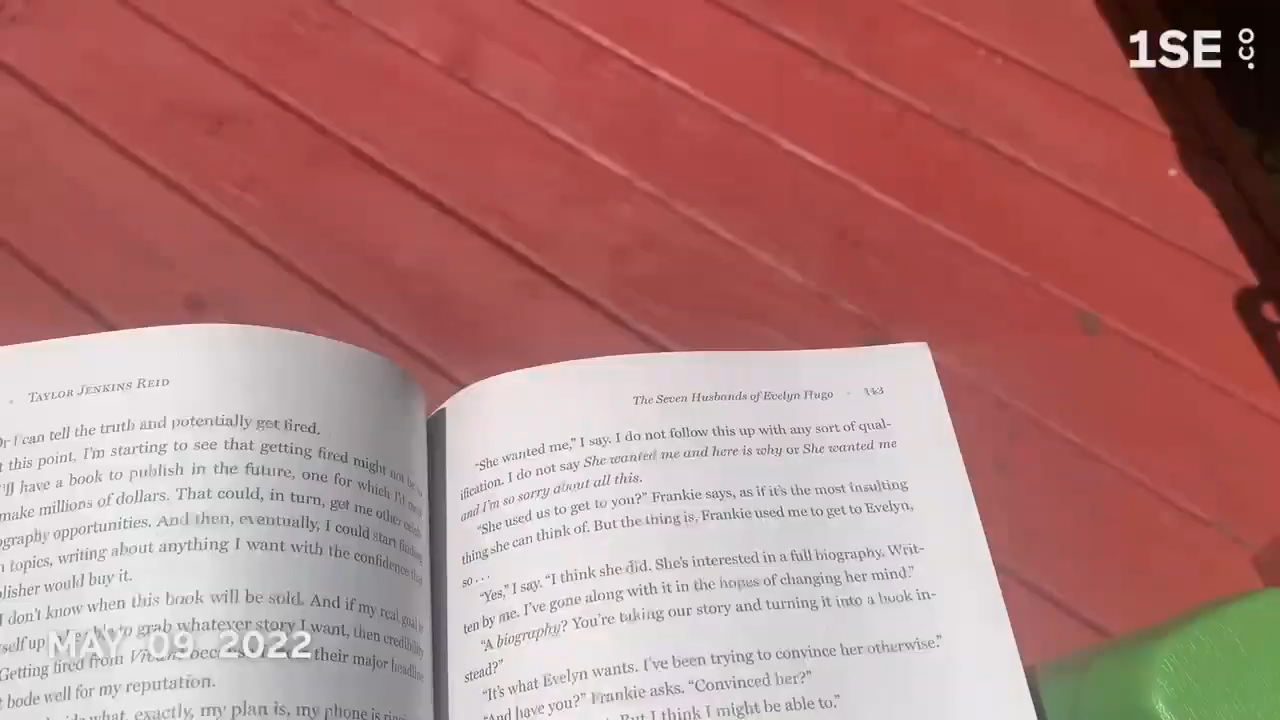 1SE CO.
TAYLOR JENKINS REID
Or I can tell the truth and potentially get fired.
t this point, I'm starting to see that getting fired might not be
'll have a book to publish in the future, one for which I'll
make millions of dollars. That could, in turn, get me other
ography opportunities. And then, eventually, I could start finding
n topics, writing about anything I want with the confidence that
blisher would buy it.
I don't know when this book will be sold. And if my real goal is
self up to grab whatever story I want, then credibility
Getting fired from Vivant their major headline
t bode well for my reputation.
what, exactly, my plan is, my phone is
The Seven Husbands of Evelyn Hugo · 143
“She wanted me,” I say. I do not follow this up with any sort of qual-
ification. I do not say She wanted me and here is why or She wanted me
and I'm so sorry about all this.
“She used us to get to you?” Frankie says, as if it's the most insulting
thing she can think of. But the thing is, Frankie used me to get to Evelyn,
so . . .
“Yes,” I say. “I think she did. She's interested in a full biography. Writ-
ten by me. I've gone along with it in the hopes of changing her mind.”
“A biography? You're taking our story and turning it into a book in-
stead?”
“It's what Evelyn wants. I've been trying to convince her otherwise.”
“And have you?” Frankie asks. “Convinced her?”
But I think I might be able to.”
MAY 09, 2022